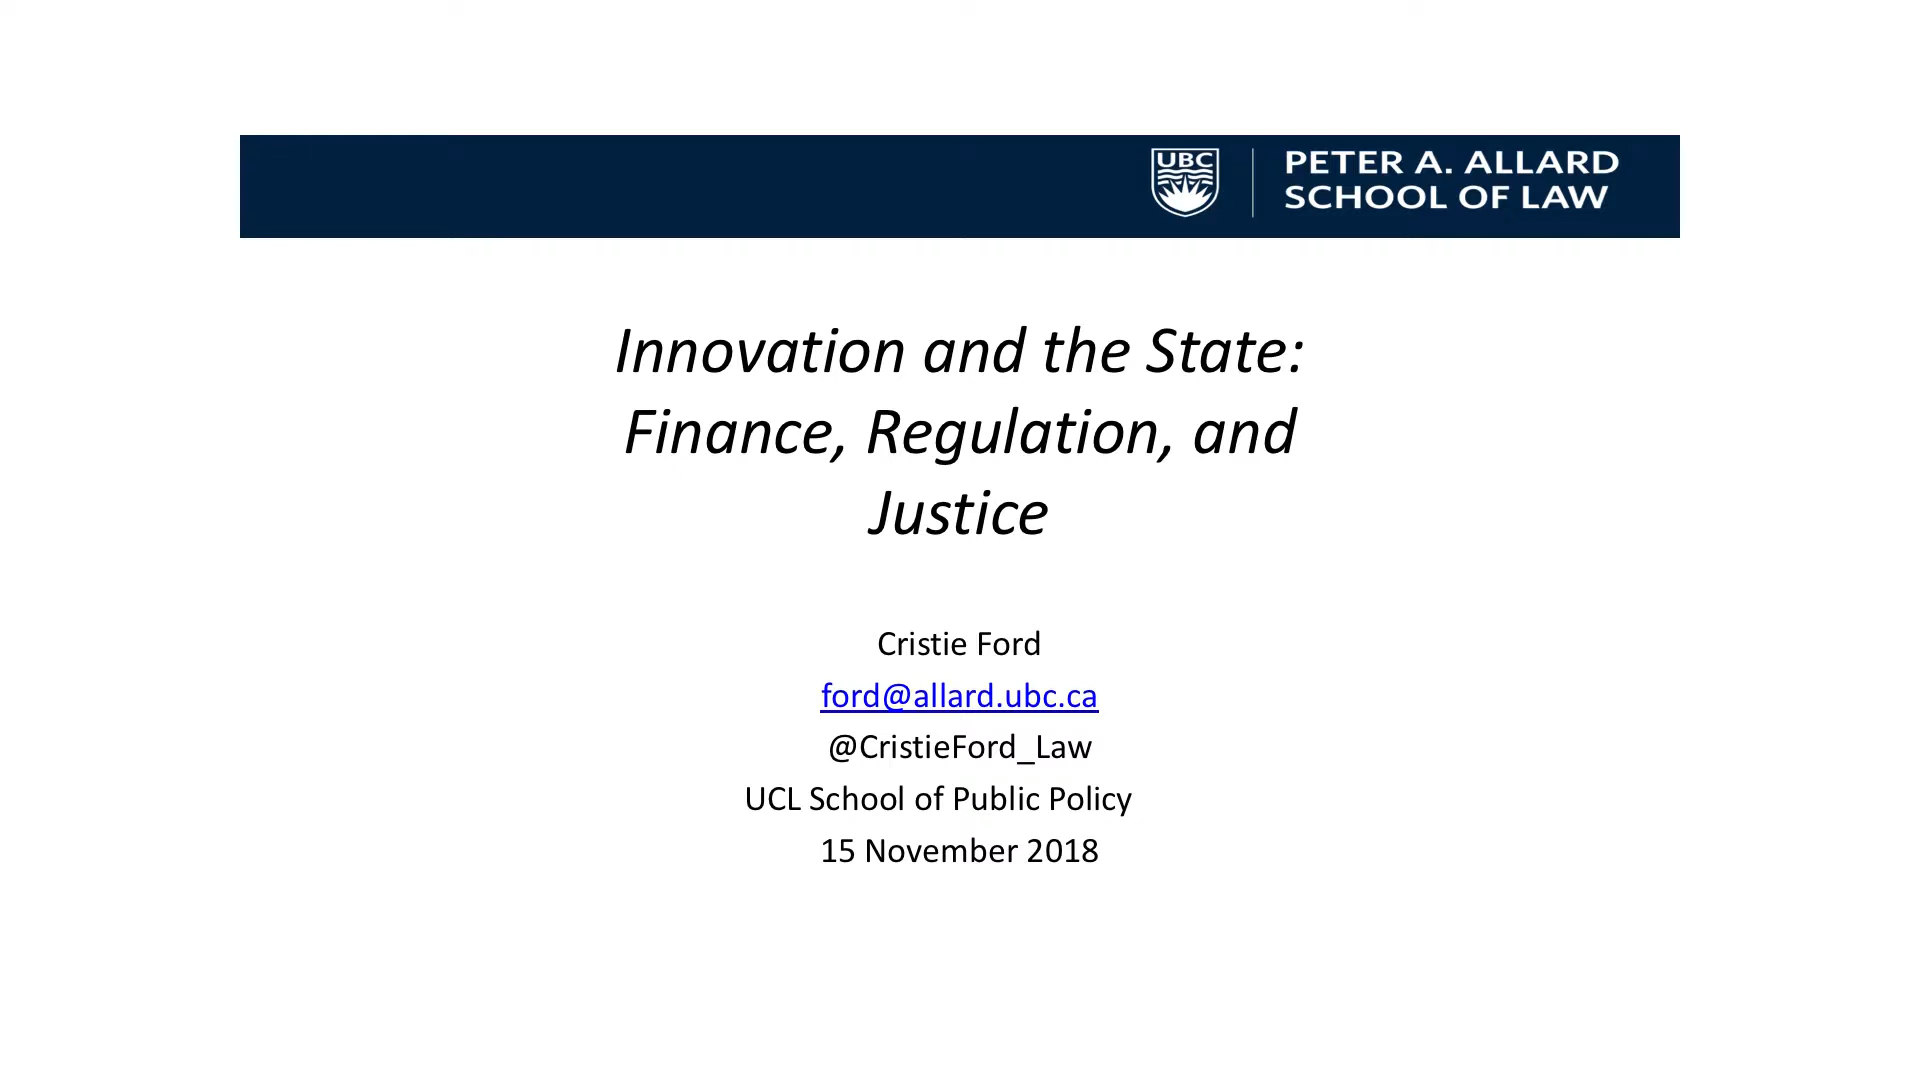 UBC
PETER A. ALLARD
SCHOOL OF LAW
Innovation and the State:
Finance, Regulation, and
Justice
Cristie Ford
ford@allard.ubc.ca
@CristieFord_Law
UCL School of Public Policy
15 November 2018